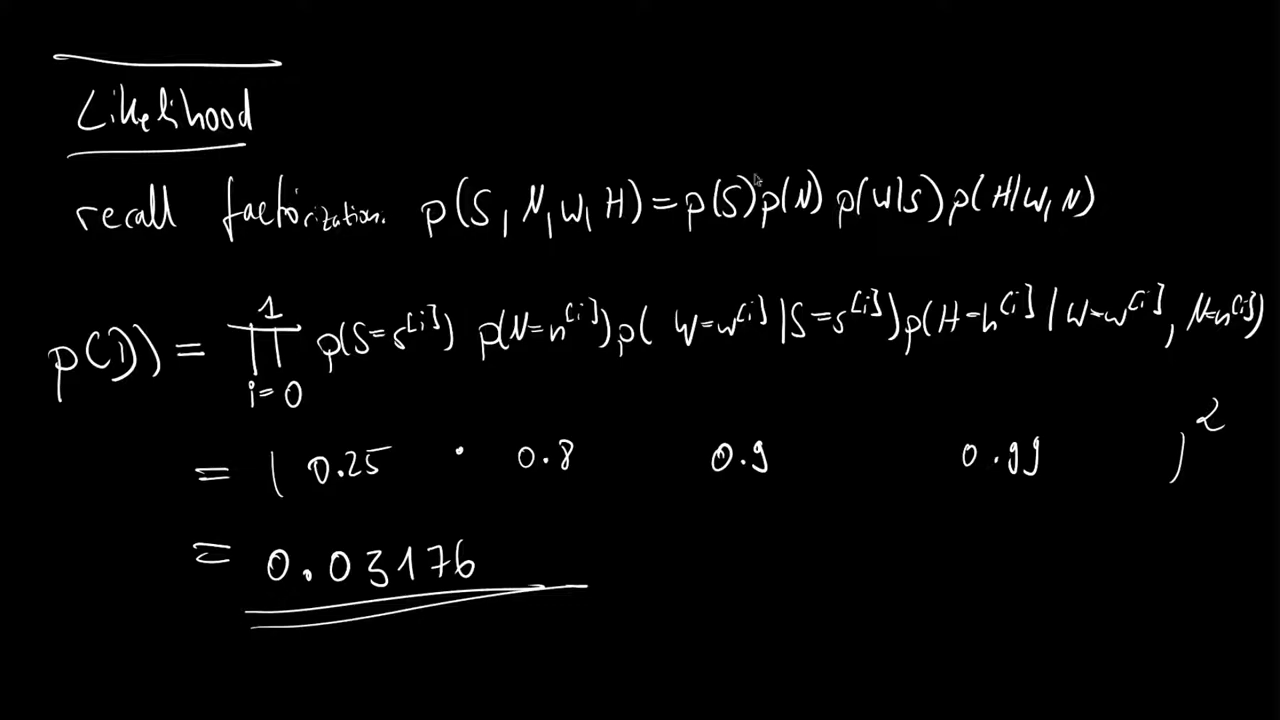 Likelihood
recall factorization. p(S, N, W, H) = p(S) p(N) p(W|S) p(H|W, N)
p(D) = ∏_{i=0}^{1} p(S=s^{[i]}) p(N=n^{[i]}) p(W=w^{[i]} | S=s^{[i]}) p(H=h^{[i]} | W=w^{[i]}, N=n^{[i]})
= ( 0.25 · 0.8 0.9 0.99 )^2
= 0.03176